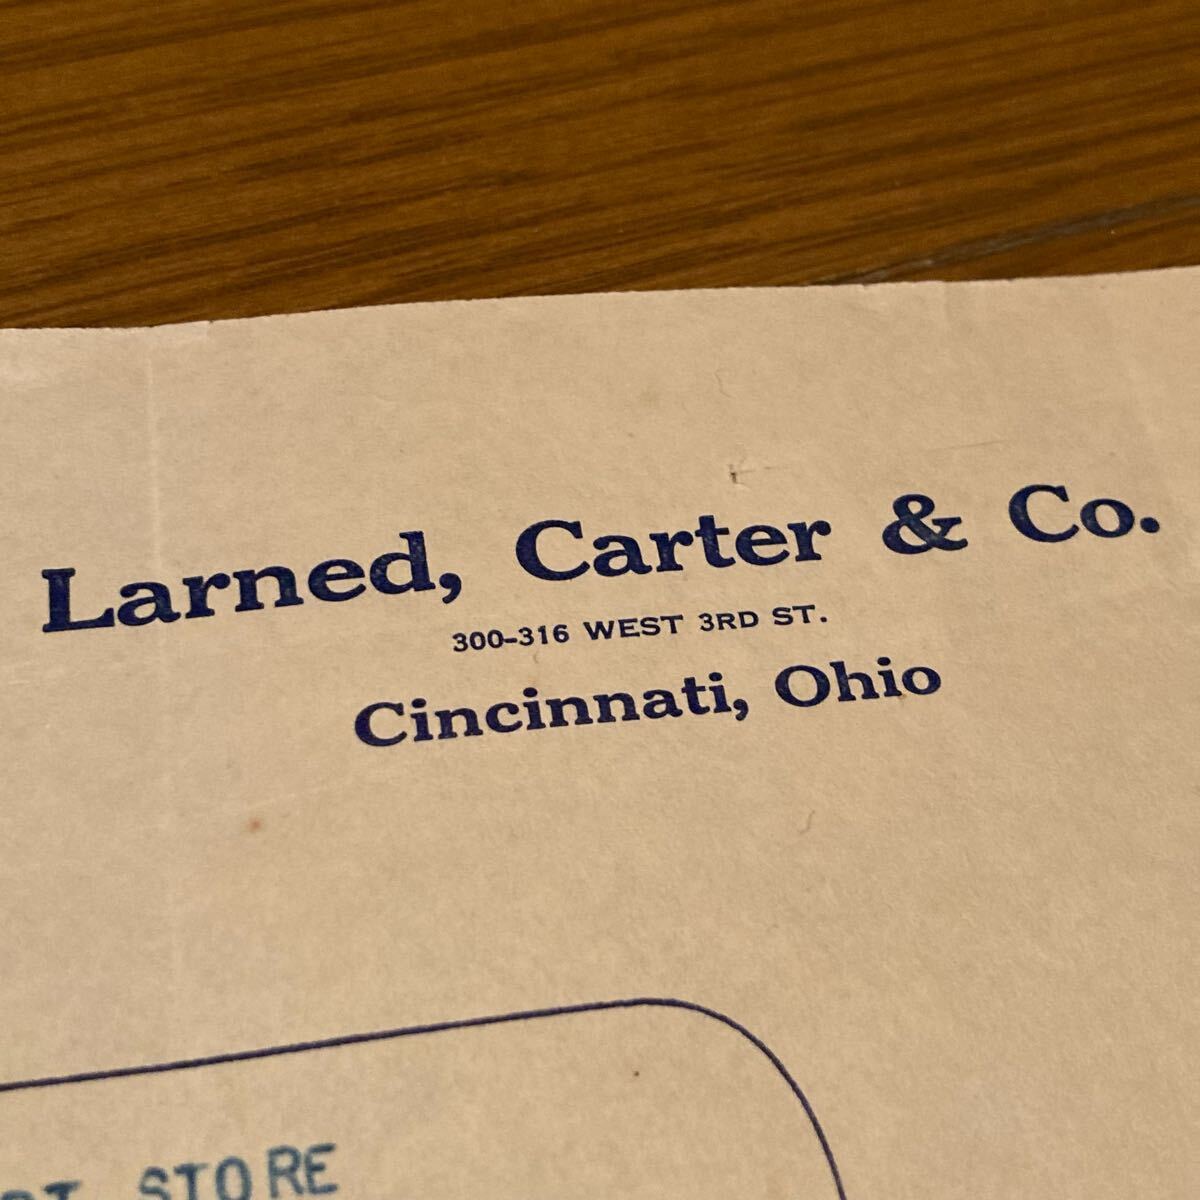 Larned, Carter & Co.
300-316 WEST 3RD ST.
Cincinnati, Ohio
STORE